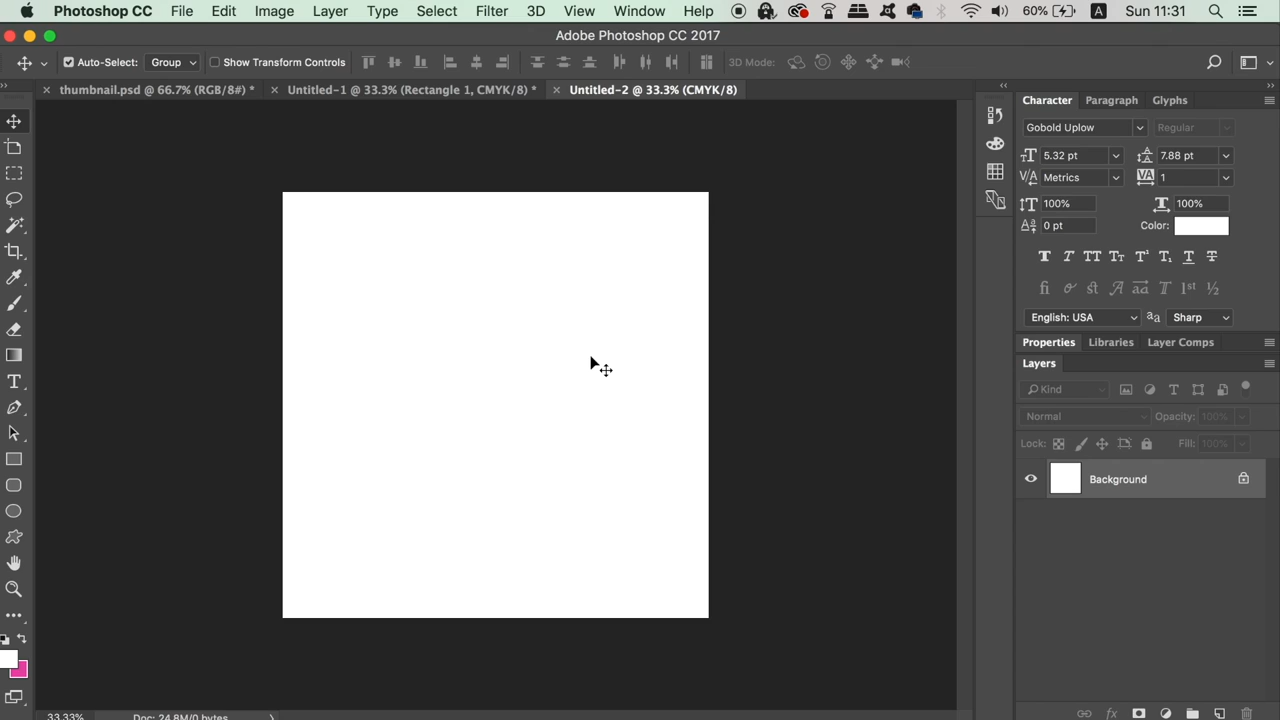 Photoshop CC File Edit Image Layer Type Select Filter 3D View Window Help 60% A Sun 11:31
Adobe Photoshop CC 2017
Auto-Select: Group Show Transform Controls 3D Mode:
thumbnail.psd @ 66.7% (RGB/8#) * Untitled-1 @ 33.3% (Rectangle 1, CMYK/8) * Untitled-2 @ 33.3% (CMYK/8)
Character Paragraph Glyphs
Gobold Uplow Regular
5.32 pt 7.88 pt
Metrics 1
100% 100%
0 pt Color:
English: USA Sharp
Properties Libraries Layer Comps
Layers
Kind
Normal Opacity: 100%
Lock: Fill: 100%
Background
33.33% Doc: 24.8M/0 bytes